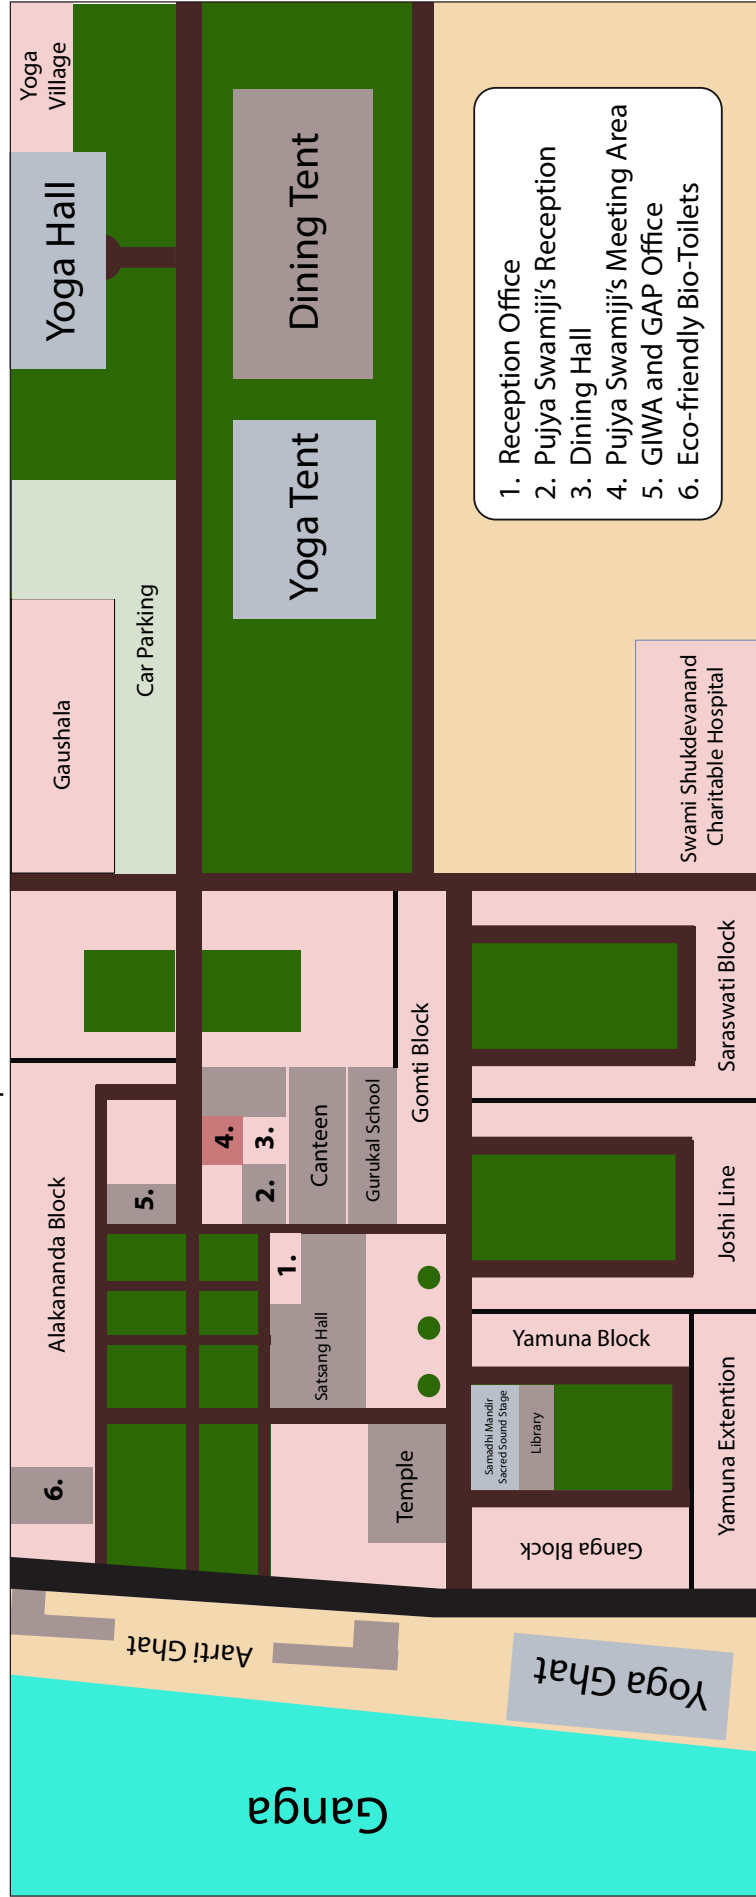 Yoga
Village
Yoga Hall
Dining Tent
Yoga Tent
1. Reception Office
2. Pujya Swamiji's Reception
3. Dining Hall
4. Pujya Swamiji's Meeting Area
5. GIWA and GAP Office
6. Eco-friendly Bio-Toilets
Gaushala
Car Parking
Swami Shukdevanand
Charitable Hospital
Alakananda Block
5.
4.
3.
2.
Canteen
Gurukal School
Gomti Block
Saraswati Block
Joshi Line
1.
Satsang Hall
Yamuna Block
Yamuna Extention
Samadhi Mandir
Sacred Sound Stage
Library
6.
Temple
Ganga Block
Aarti Ghat
Yoga Ghat
Ganga